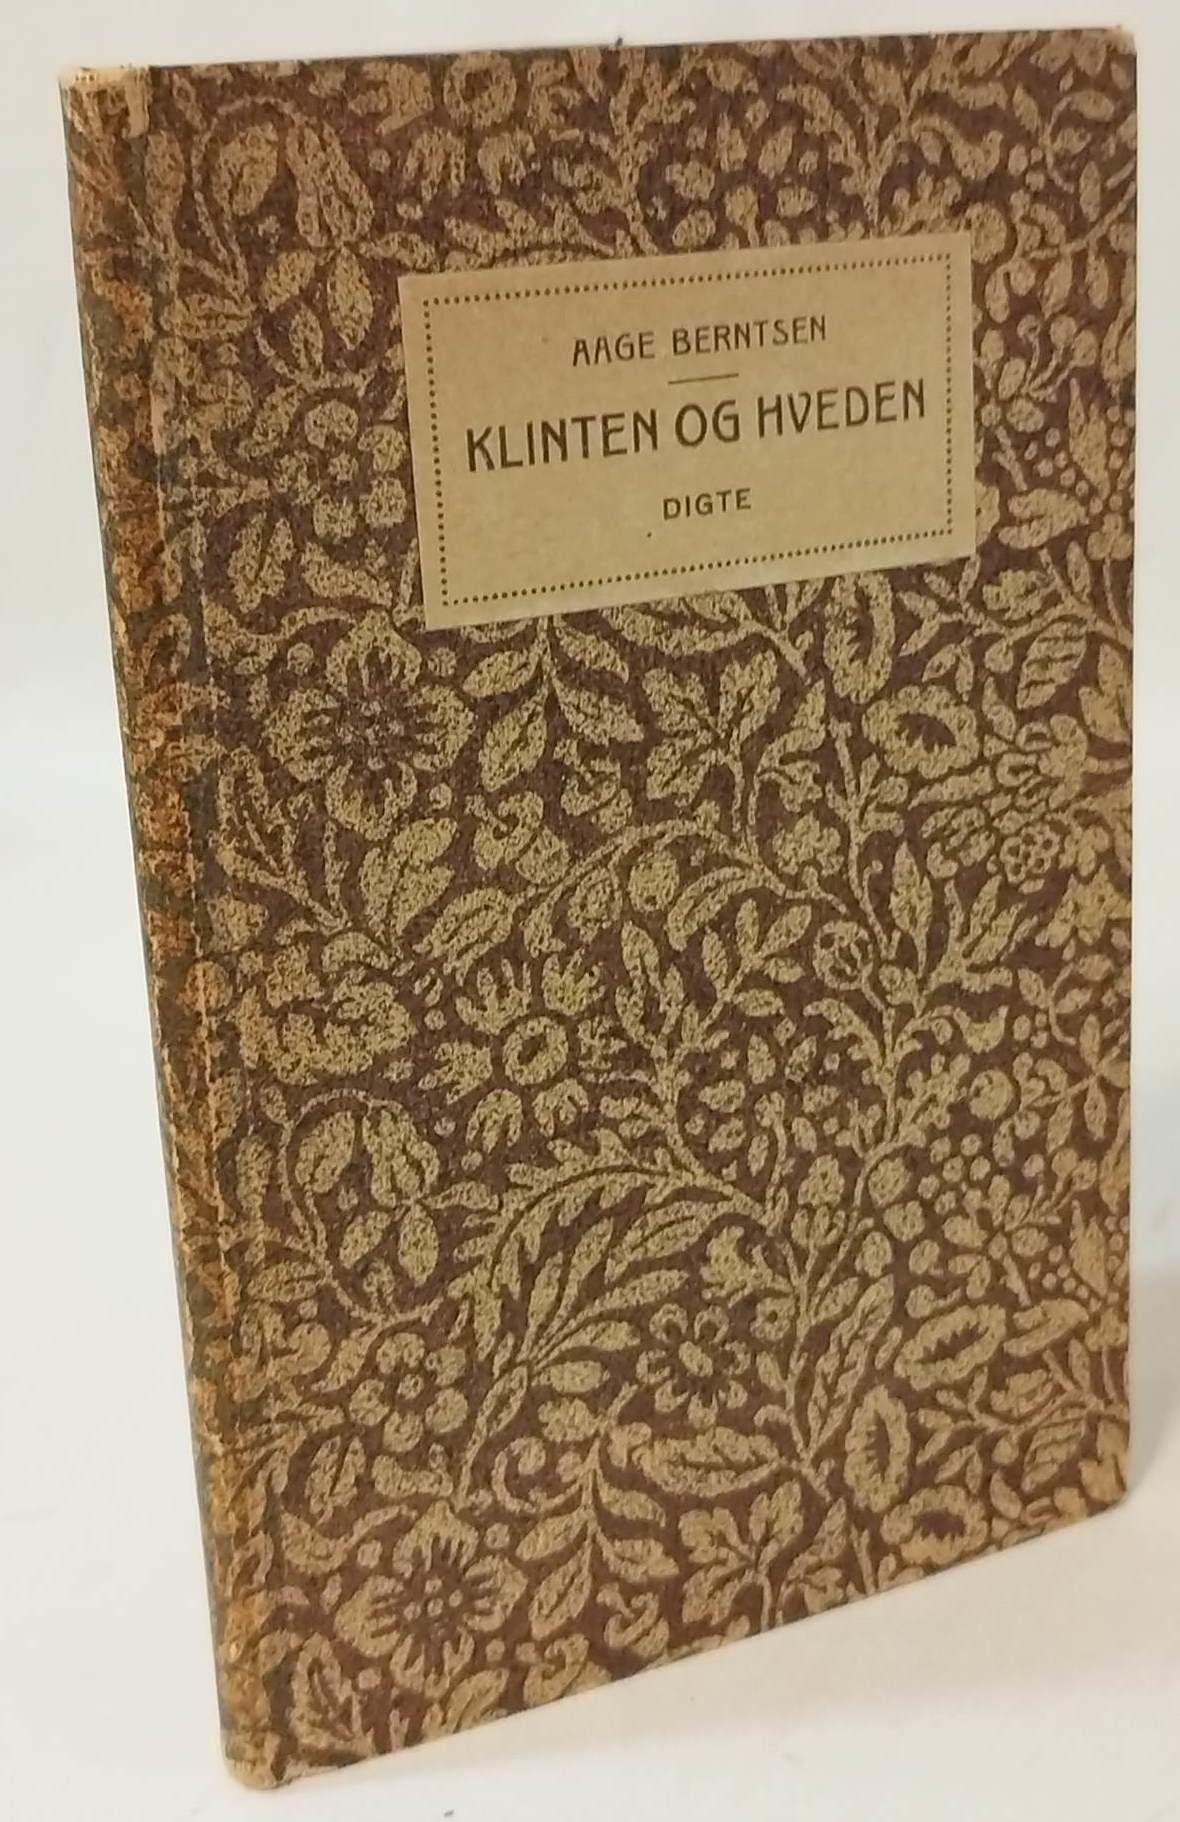 AAGE BERNTSEN
KLINTEN OG HVEDEN
DIGTE